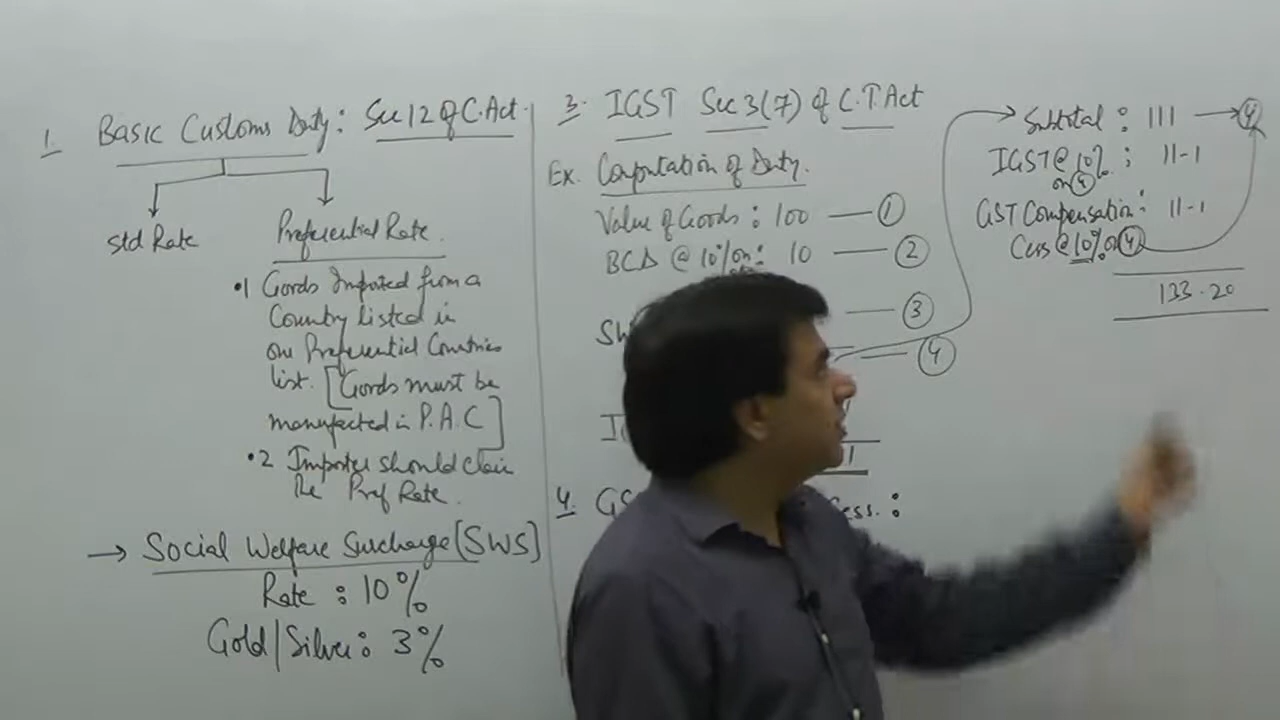 1. Basic Customs Duty: Sec 12 of C.Act.
Std Rate
Preferential Rate.
•1 Goods Imported from a
Country listed in
one Preferential Countries
list. [Goods must be
manufacted in P.A.C]
•2 Importer should claim
the Pref Rate.
→ Social Welfare Surcharge (SWS)
Rate : 10%
Gold/Silver : 3%
3. IGST Sec 3(7) of C.T.Act
Ex. Computation of Duty.
Value of Goods : 100 — ①
BCD @ 10% on : 10 — ②
— ③
— ④
4.
Cess. :
Subtotal : 111 → ④
IGST @ 10% : 11-1
on ④
GST Compensation : 11-1
Cess @ 10% on ④
133-20